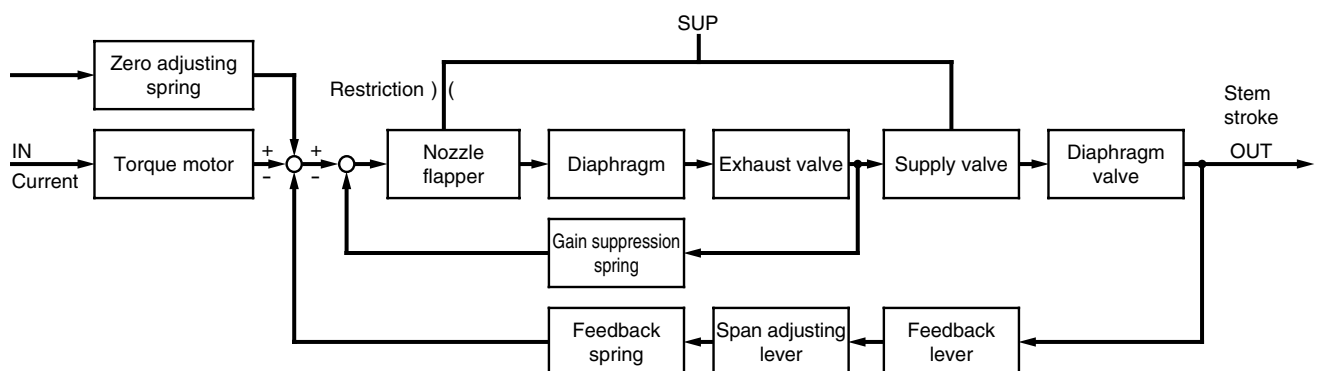 SUP
Zero adjusting
spring
Restriction ) (
Stem
stroke
IN
Current
Torque motor
+
-
+
-
Nozzle
flapper
Diaphragm
Exhaust valve
Supply valve
Diaphragm
valve
OUT
Gain suppression
spring
Feedback
spring
Span adjusting
lever
Feedback
lever